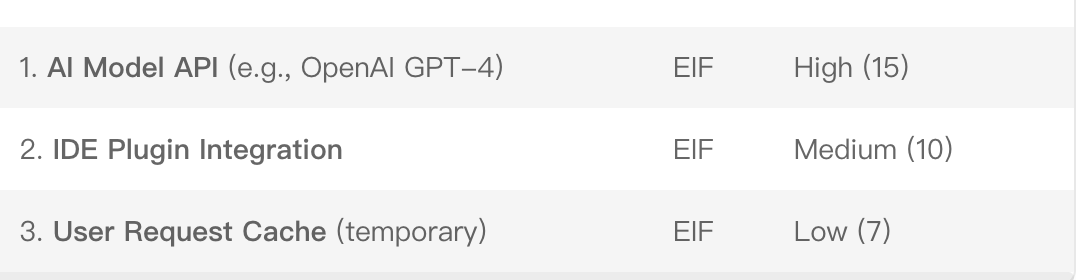 1. AI Model API (e.g., OpenAI GPT-4) EIF High (15)
2. IDE Plugin Integration EIF Medium (10)
3. User Request Cache (temporary) EIF Low (7)